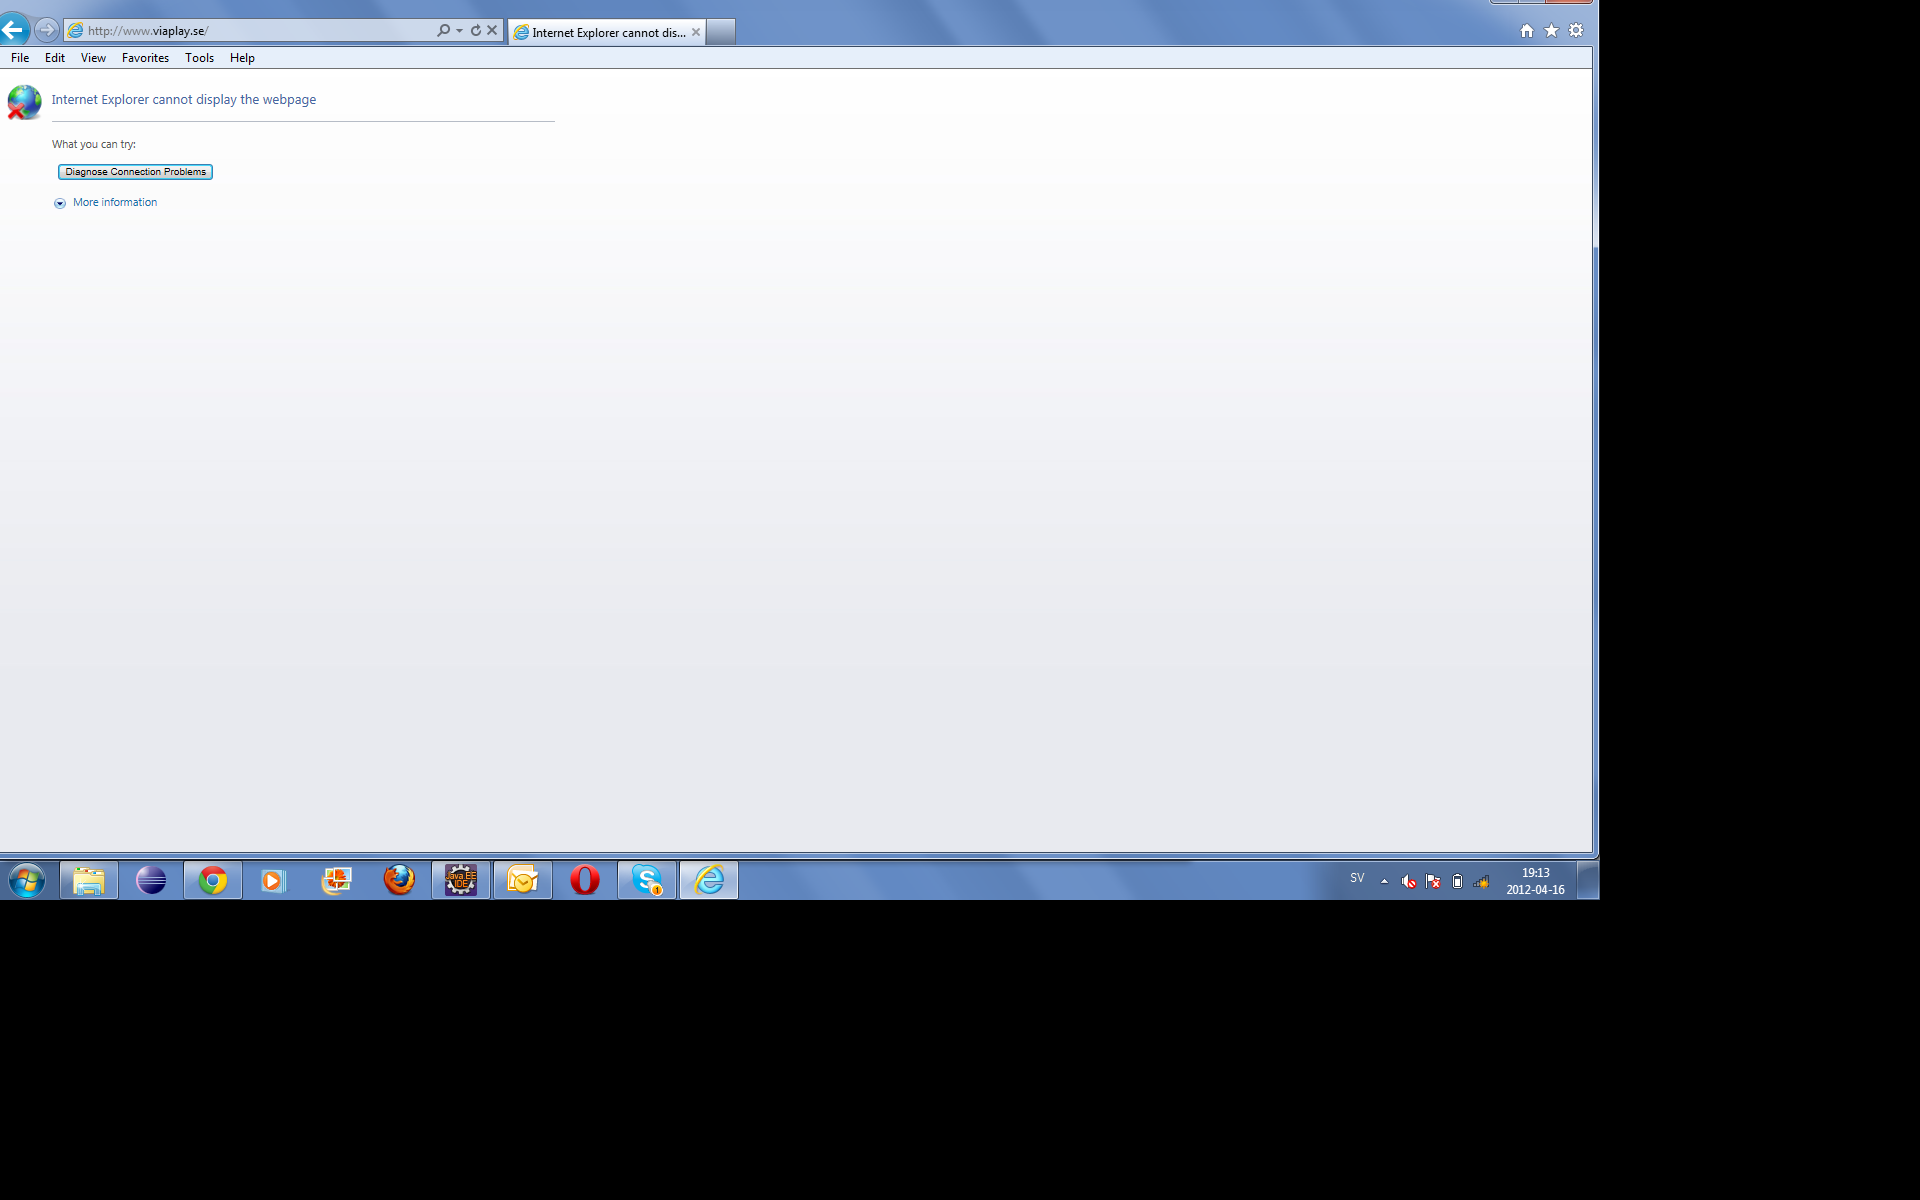 http://www.viaplay.se/
Internet Explorer cannot dis...
File Edit View Favorites Tools Help
Internet Explorer cannot display the webpage
What you can try:
Diagnose Connection Problems
More information
Java EE
IDE
SV
19:13
2012-04-16